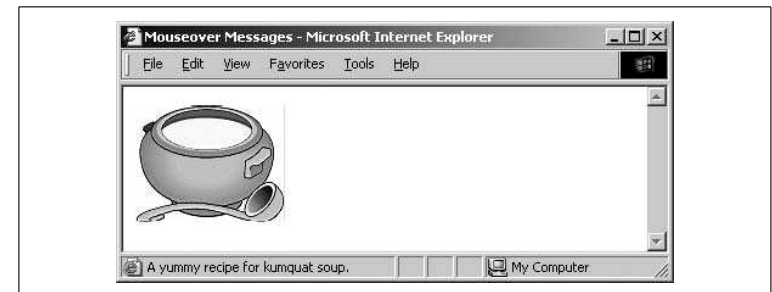 Mouseover Messages - Microsoft Internet Explorer
File Edit View Favorites Tools Help
A yummy recipe for kumquat soup. My Computer